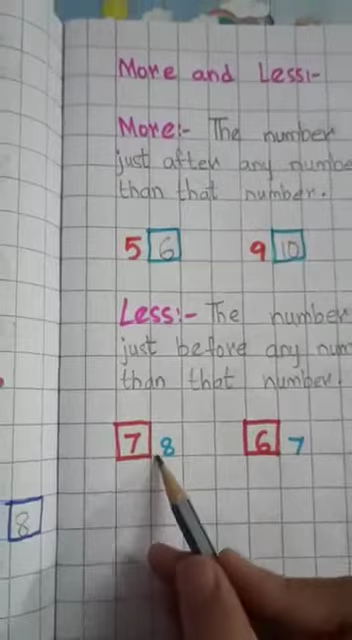 More and Less:-
More:- The number
just after any numbe
than that number.
5 6 9 10
Less:- The number
just before any num
than that number.
7 8 6 7
8